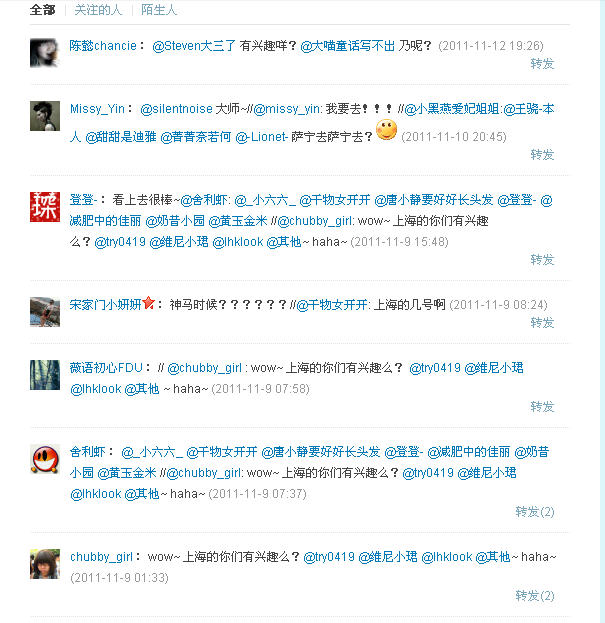 全部 | 关注的人 | 陌生人
陈懿chancie： @Steven大三了 有兴趣咩？@大喵童话写不出 乃呢？ (2011-11-12 19:26)
转发
Missy_Yin： @silentnoise 大师~//@missy_yin: 我要去！！！//@小黑燕爱妃姐姐:@王骁-本
人 @甜甜是迪雅 @菁菁奈若何 @-Lionet- 萨宁去萨宁去？ (2011-11-10 20:45)
转发
登登-： 看上去很棒~@舍利虾: @_小六六_ @干物女开开 @唐小静要好好长头发 @登登- @
减肥中的佳丽 @奶昔小园 @黄玉金米 //@chubby_girl: wow~ 上海的你们有兴趣
么？@try0419 @维尼小珺 @lhklook @其他~ haha~ (2011-11-9 15:48)
转发
宋家门小妍妍： 神马时候？？？？？？//@干物女开开: 上海的几号啊 (2011-11-9 08:24)
转发
薇语初心FDU： // @chubby_girl : wow~ 上海的你们有兴趣么？ @try0419 @维尼小珺
@lhklook @其他 ~ haha~ (2011-11-9 07:58)
转发
舍利虾： @_小六六_ @干物女开开 @唐小静要好好长头发 @登登- @减肥中的佳丽 @奶昔
小园 @黄玉金米 //@chubby_girl: wow~ 上海的你们有兴趣么？@try0419 @维尼小珺
@lhklook @其他~ haha~ (2011-11-9 07:37)
转发(2)
chubby_girl： wow~ 上海的你们有兴趣么？@try0419 @维尼小珺 @lhklook @其他~ haha~
(2011-11-9 01:33)
转发(2)